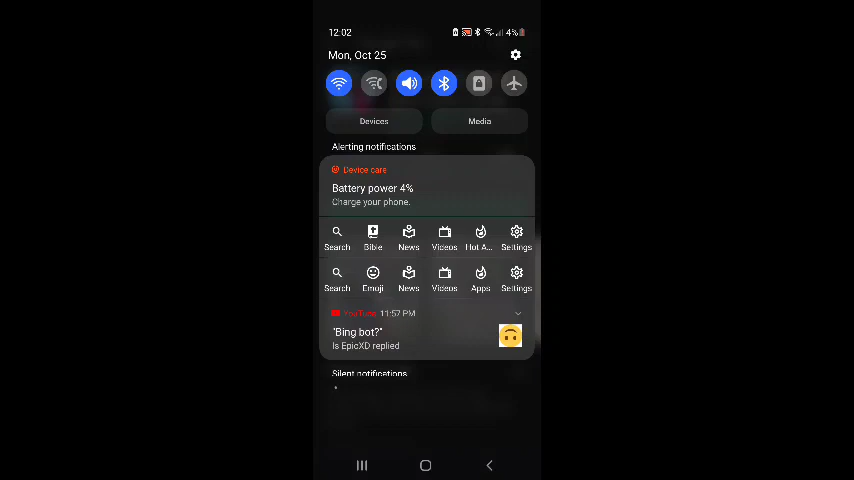 12:02 4%
Mon, Oct 25
Devices Media
Alerting notifications
Device care
Battery power 4%
Charge your phone.
Search Bible News Videos Hot A... Settings
Search Emoji News Videos Apps Settings
YouTube 11:57 PM
"Bing bot?"
Is EpicXD replied
Silent notifications